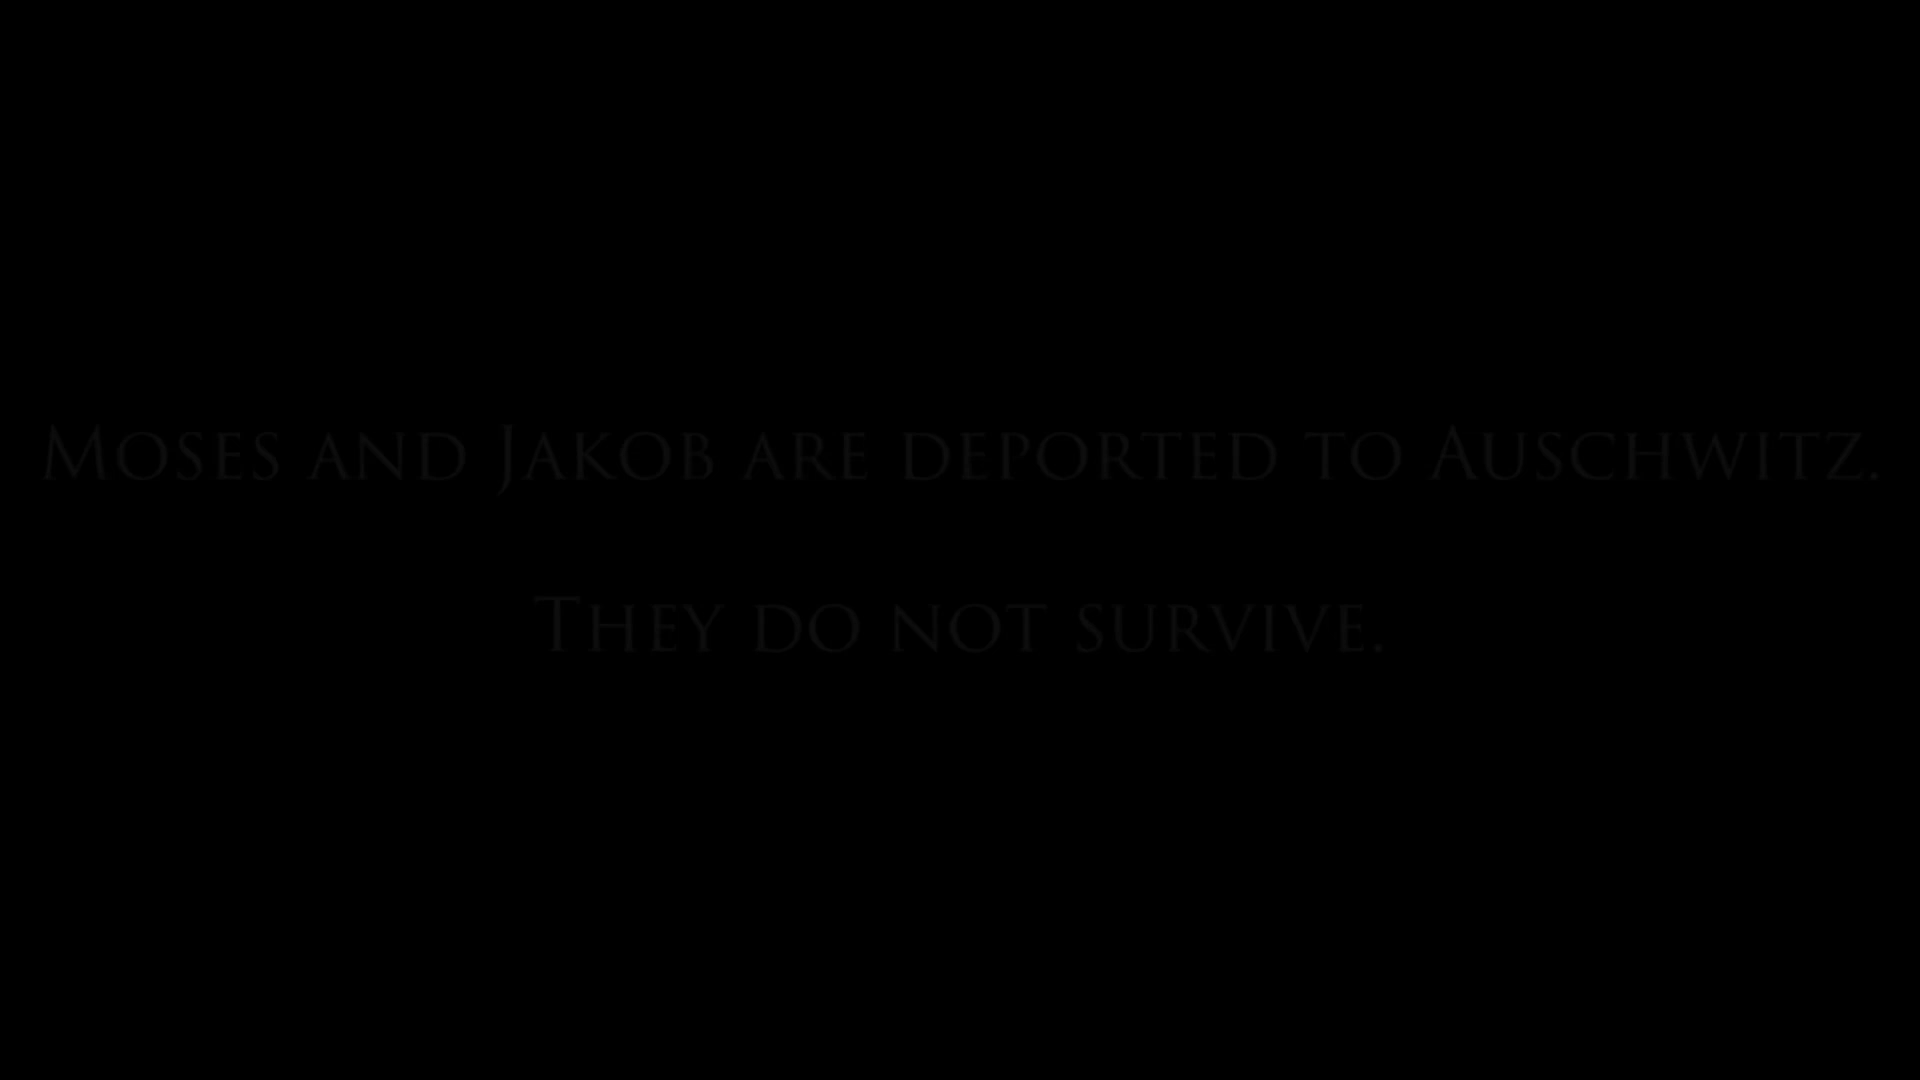 Moses and Jakob are deported to Auschwitz.
They do not survive.